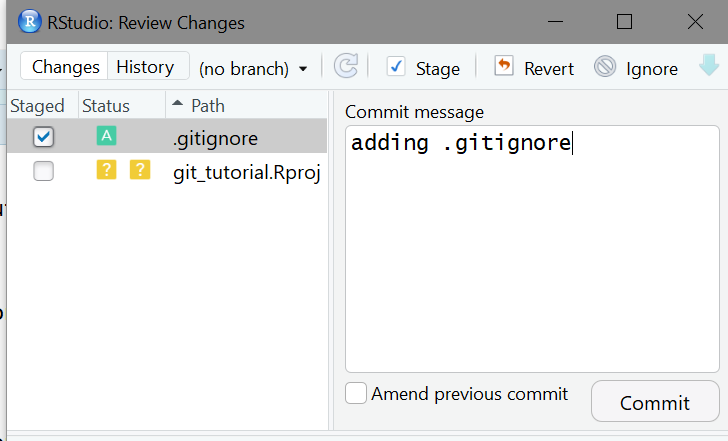 R RStudio: Review Changes
Changes History (no branch) Stage Revert Ignore
Staged Status Path
A .gitignore
? ? git_tutorial.Rproj
Commit message
adding .gitignore
Amend previous commit Commit